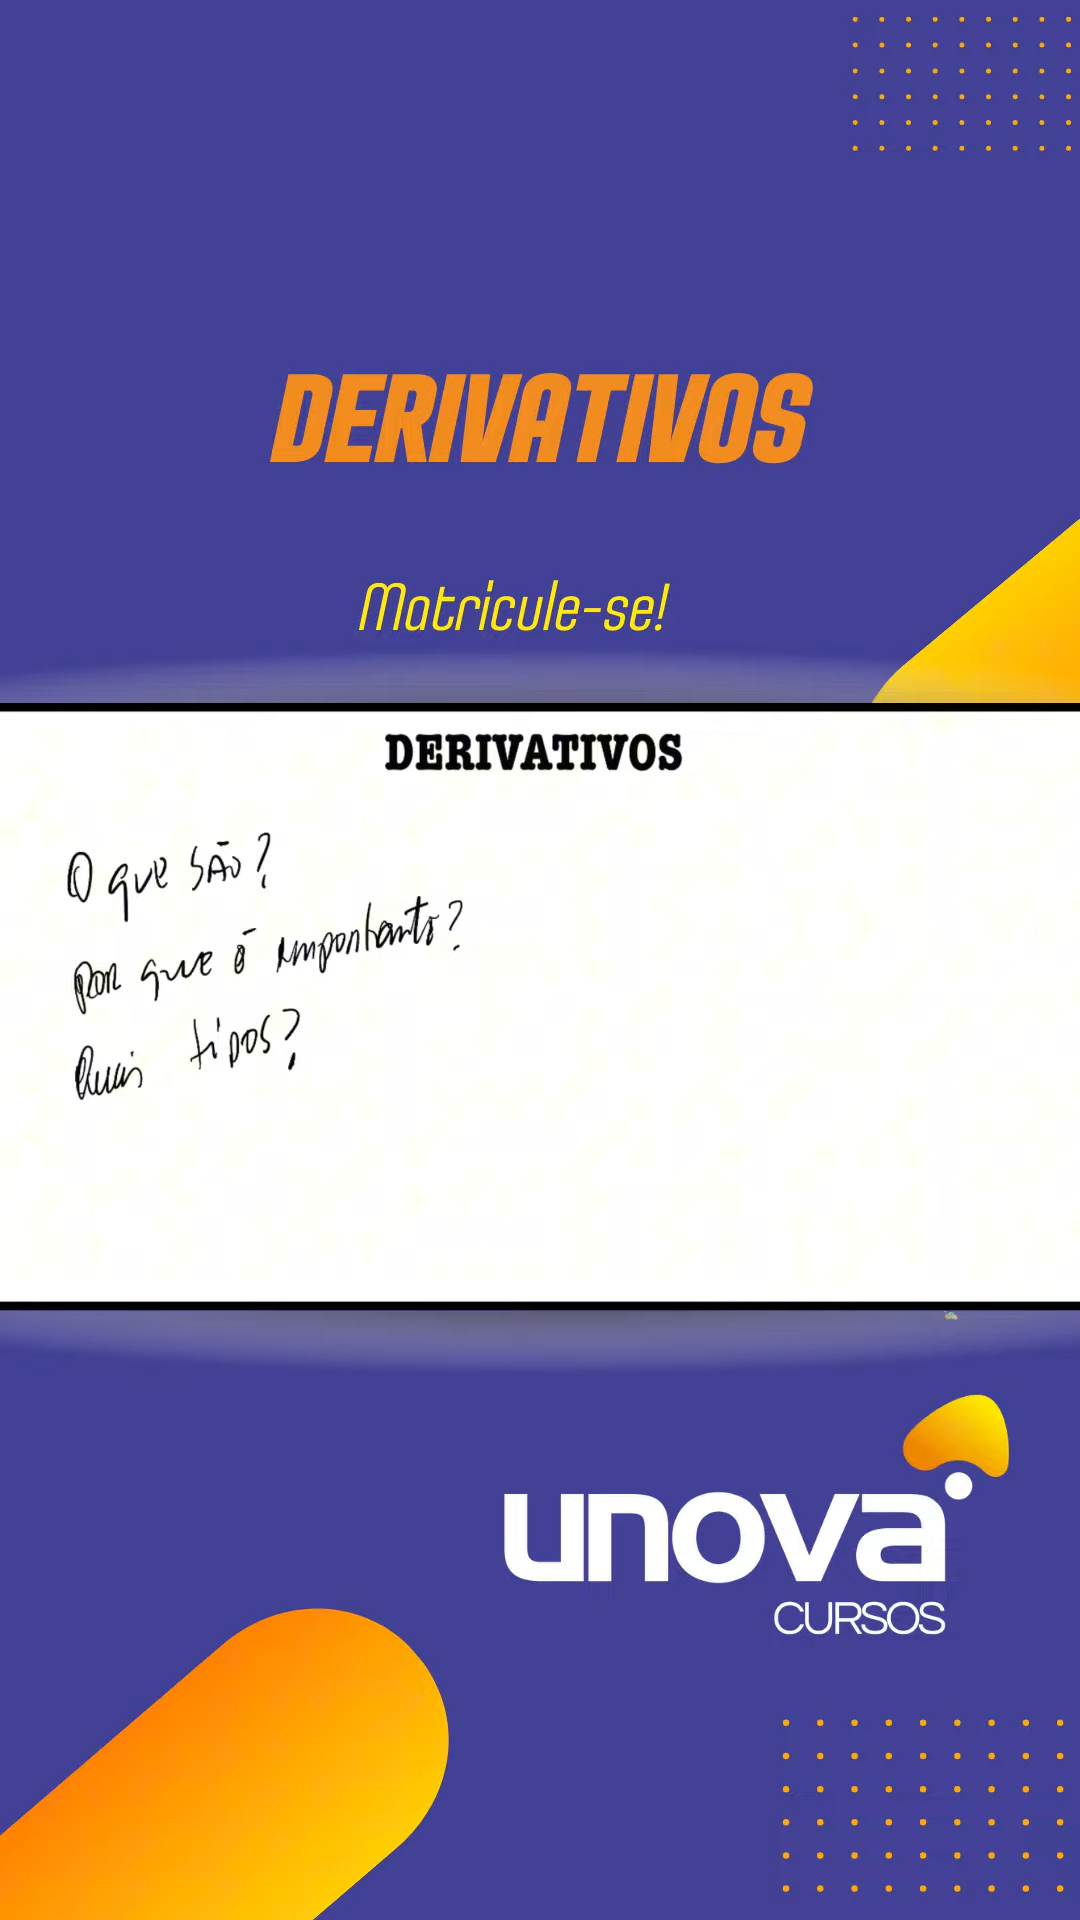 DERIVATIVOS
Matricule-se!
DERIVATIVOS
O que são?
por que é importante?
Quais tipos?
unova
CURSOS